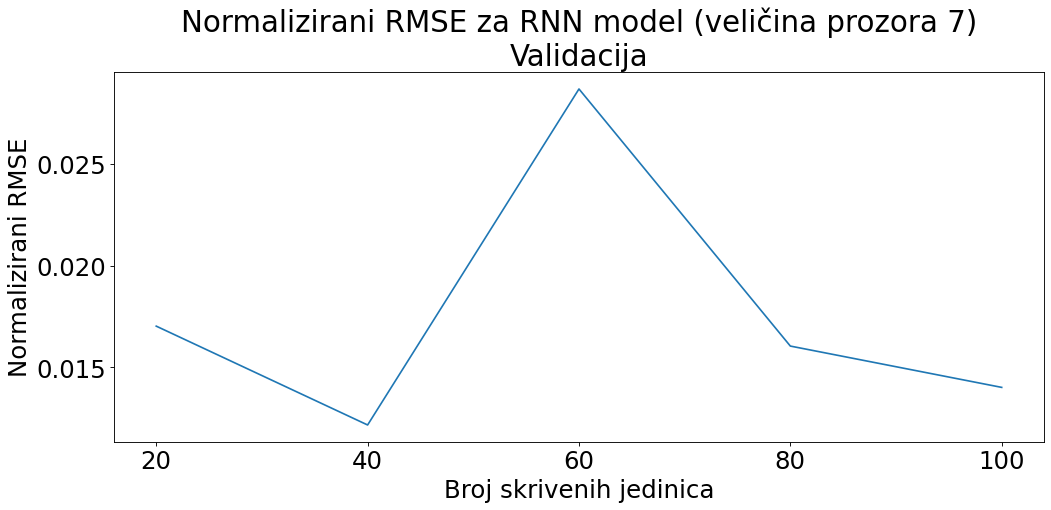 Normalizirani RMSE za RNN model (veličina prozora 7)
Validacija
Normalizirani RMSE
0.025
0.020
0.015
20 40 60 80 100
Broj skrivenih jedinica